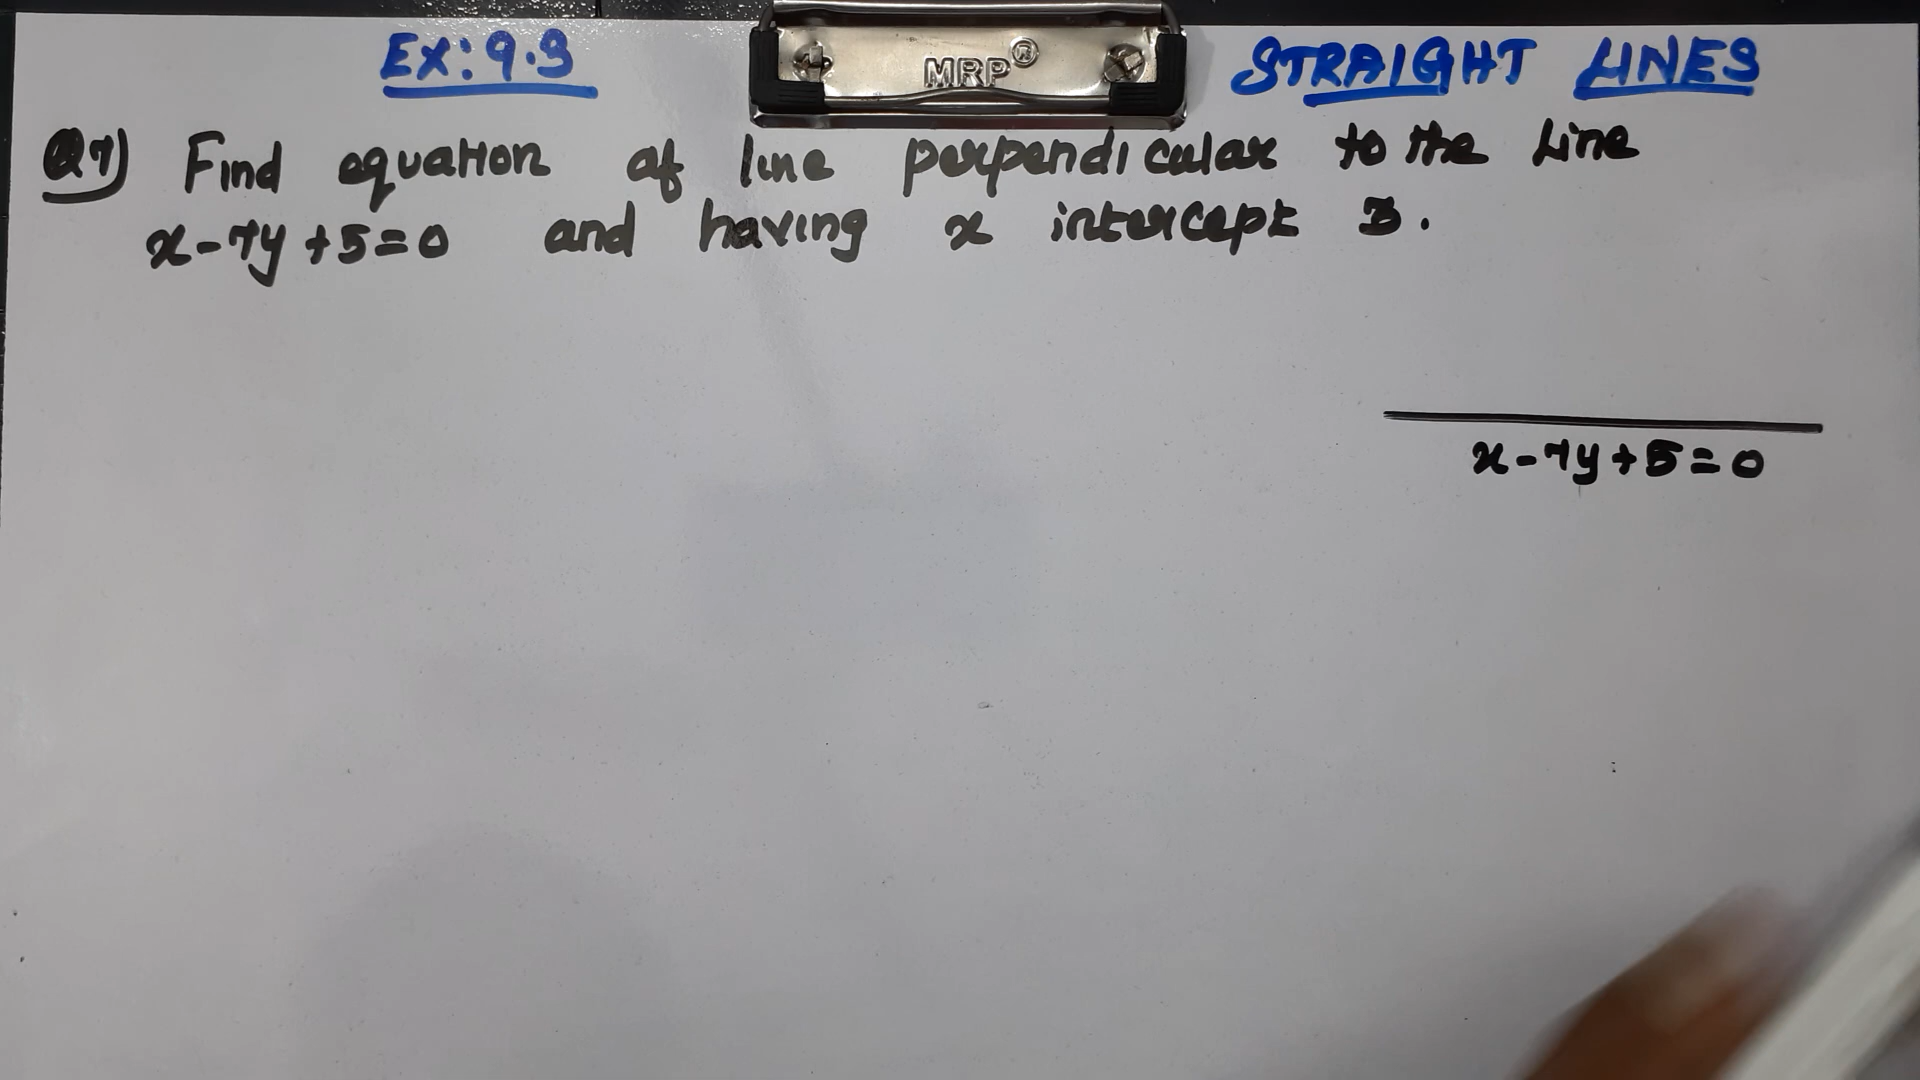 EX: 9.3
MRP®
STRAIGHT LINES
Q7) Find equation of line perpendicular to the line
x-7y+5=0 and having x intercept 3.
x-7y+5=0